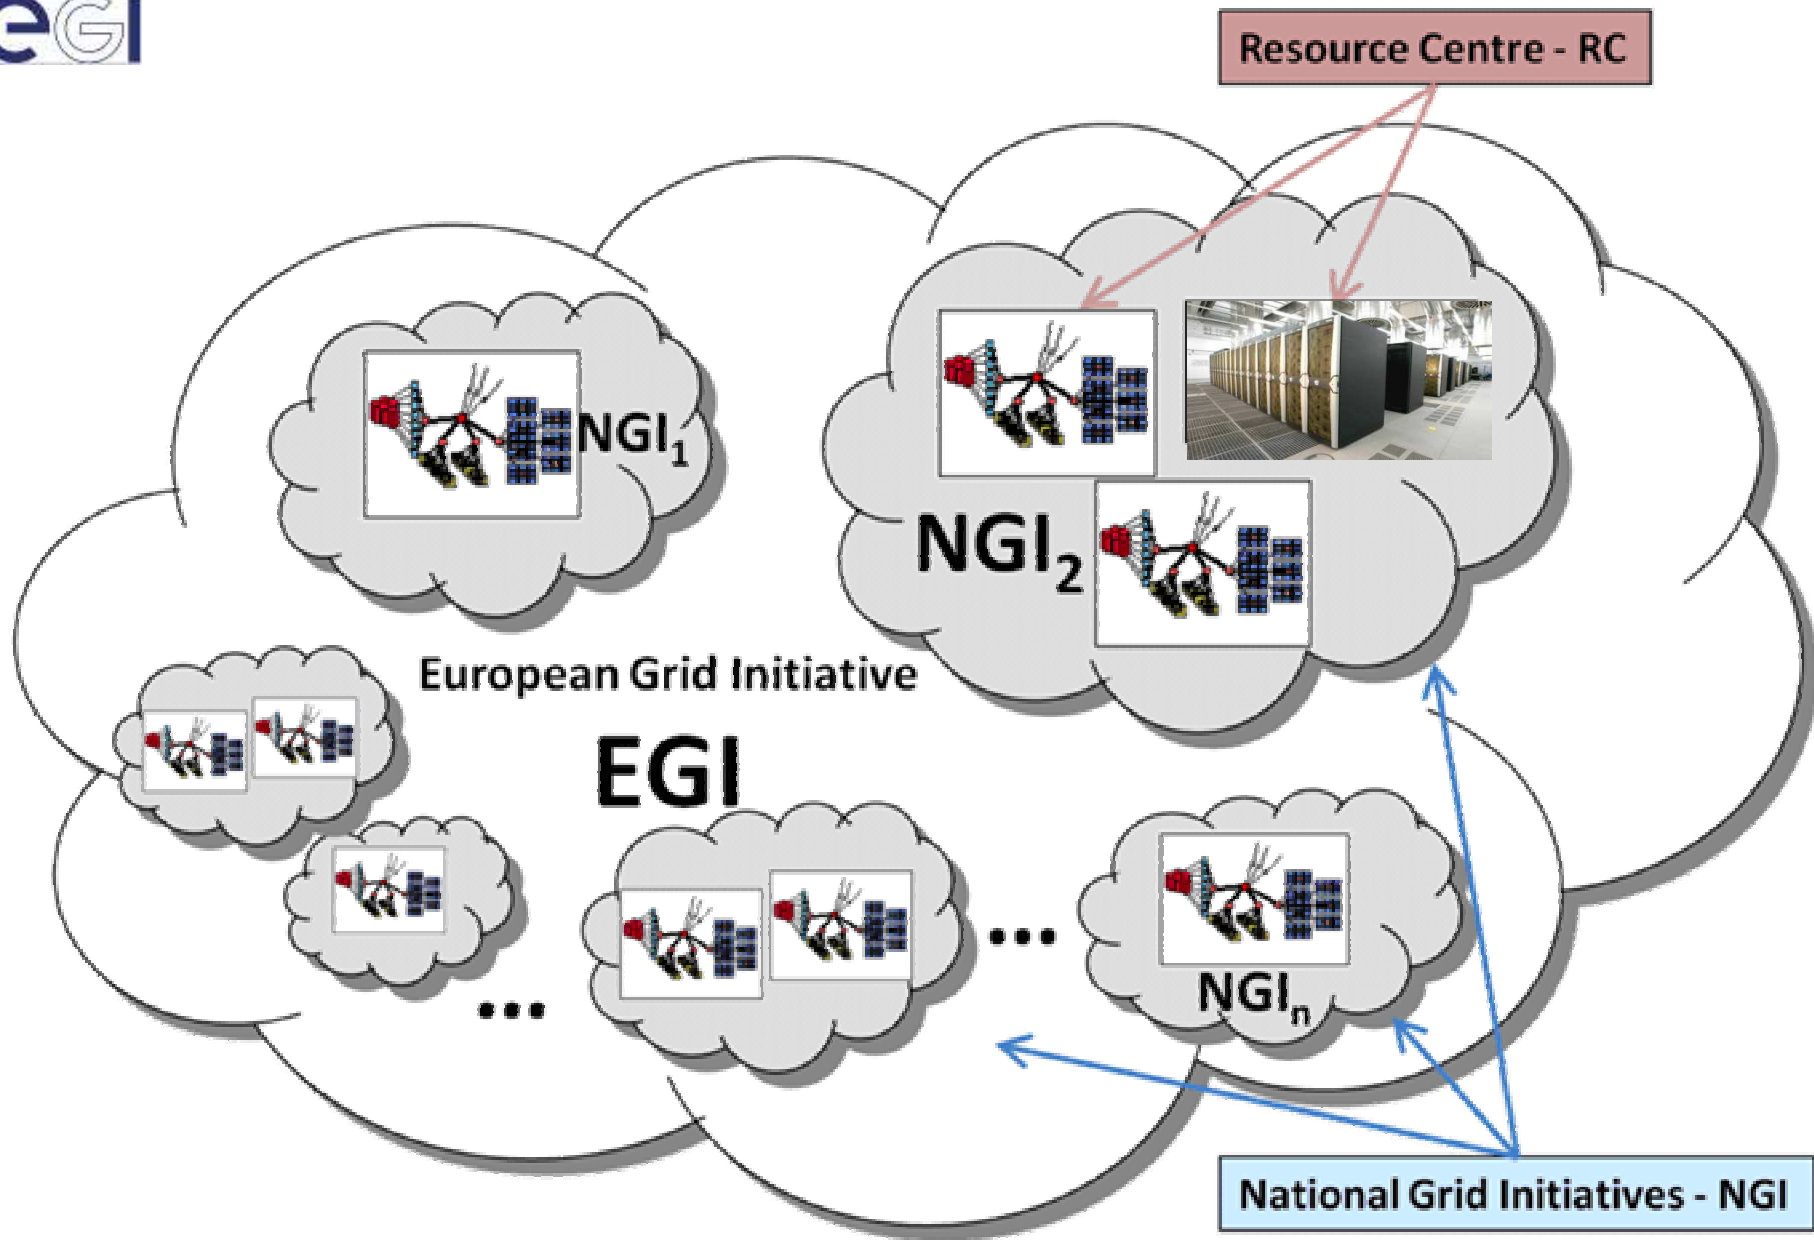 eGI
Resource Centre - RC
NGI₁
NGI₂
European Grid Initiative
EGI
...
...
NGIₙ
National Grid Initiatives - NGI